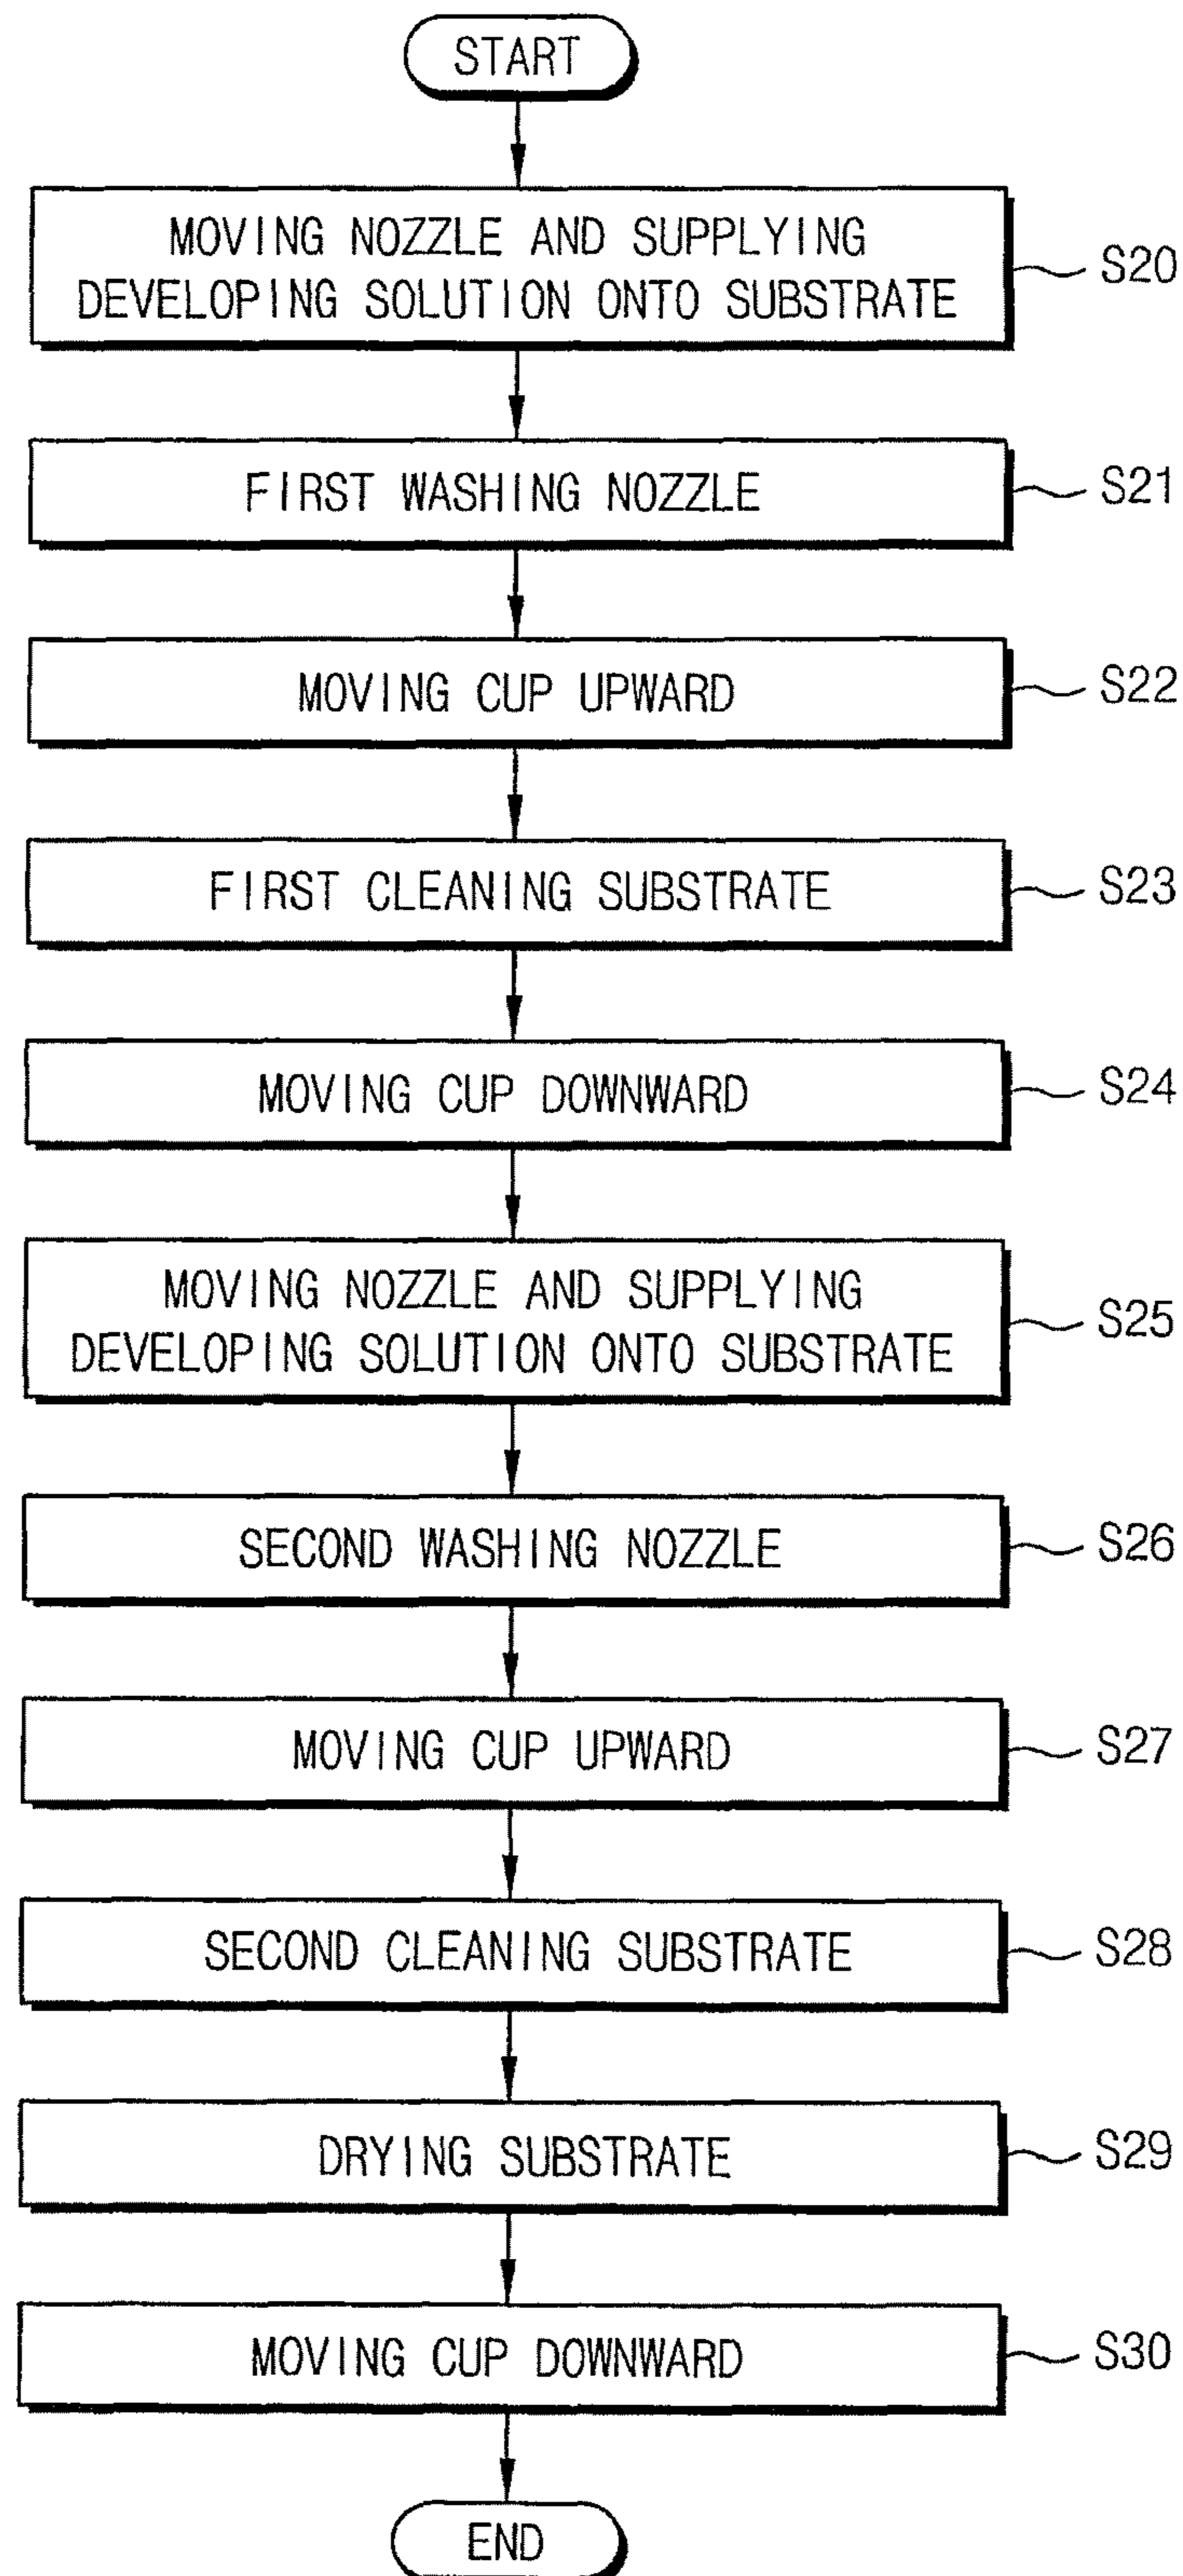 START
MOVING NOZZLE AND SUPPLYING
DEVELOPING SOLUTION ONTO SUBSTRATE
S20
FIRST WASHING NOZZLE
S21
MOVING CUP UPWARD
S22
FIRST CLEANING SUBSTRATE
S23
MOVING CUP DOWNWARD
S24
MOVING NOZZLE AND SUPPLYING
DEVELOPING SOLUTION ONTO SUBSTRATE
S25
SECOND WASHING NOZZLE
S26
MOVING CUP UPWARD
S27
SECOND CLEANING SUBSTRATE
S28
DRYING SUBSTRATE
S29
MOVING CUP DOWNWARD
S30
END